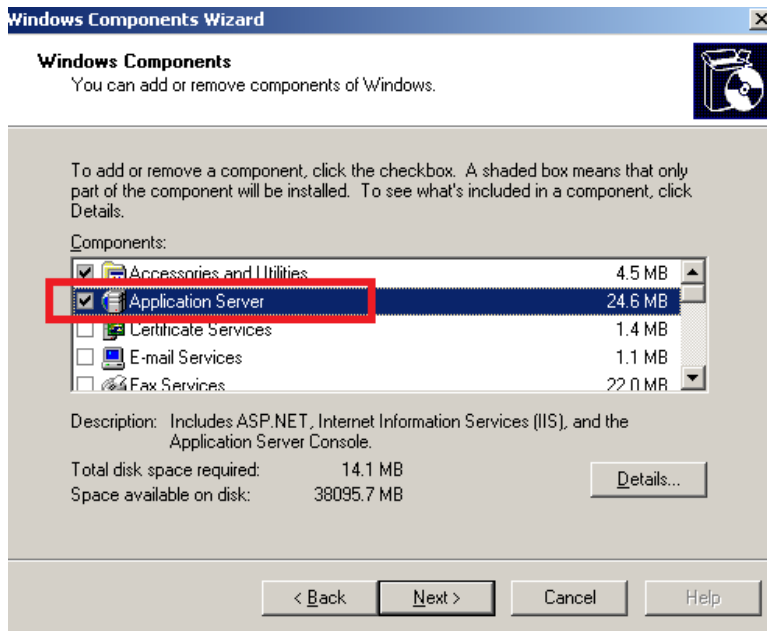 Windows Components Wizard
Windows Components
You can add or remove components of Windows.
To add or remove a component, click the checkbox. A shaded box means that only
part of the component will be installed. To see what's included in a component, click
Details.
Components:
Accessories and Utilities 4.5 MB
Application Server 24.6 MB
Certificate Services 1.4 MB
E-mail Services 1.1 MB
Fax Services 22.0 MB
Description: Includes ASP.NET, Internet Information Services (IIS), and the
Application Server Console.
Total disk space required: 14.1 MB
Space available on disk: 38095.7 MB
Details...
< Back Next > Cancel Help